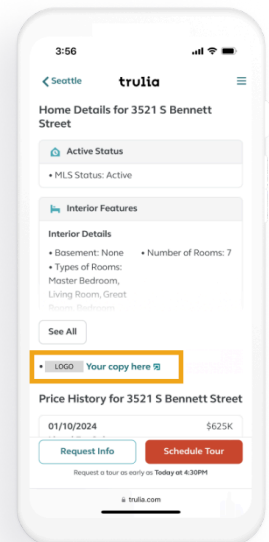 3:56
Seattle
trulia
Home Details for 3521 S Bennett
Street
Active Status
• MLS Status: Active
Interior Features
Interior Details
• Basement: None • Number of Rooms: 7
• Types of Rooms:
Master Bedroom,
Living Room, Great
Room, Bedroom
See All
• LOGO Your copy here
Price History for 3521 S Bennett Street
01/10/2024 $625K
Request Info Schedule Tour
Request a tour as early as Today at 4:30PM
trulia.com